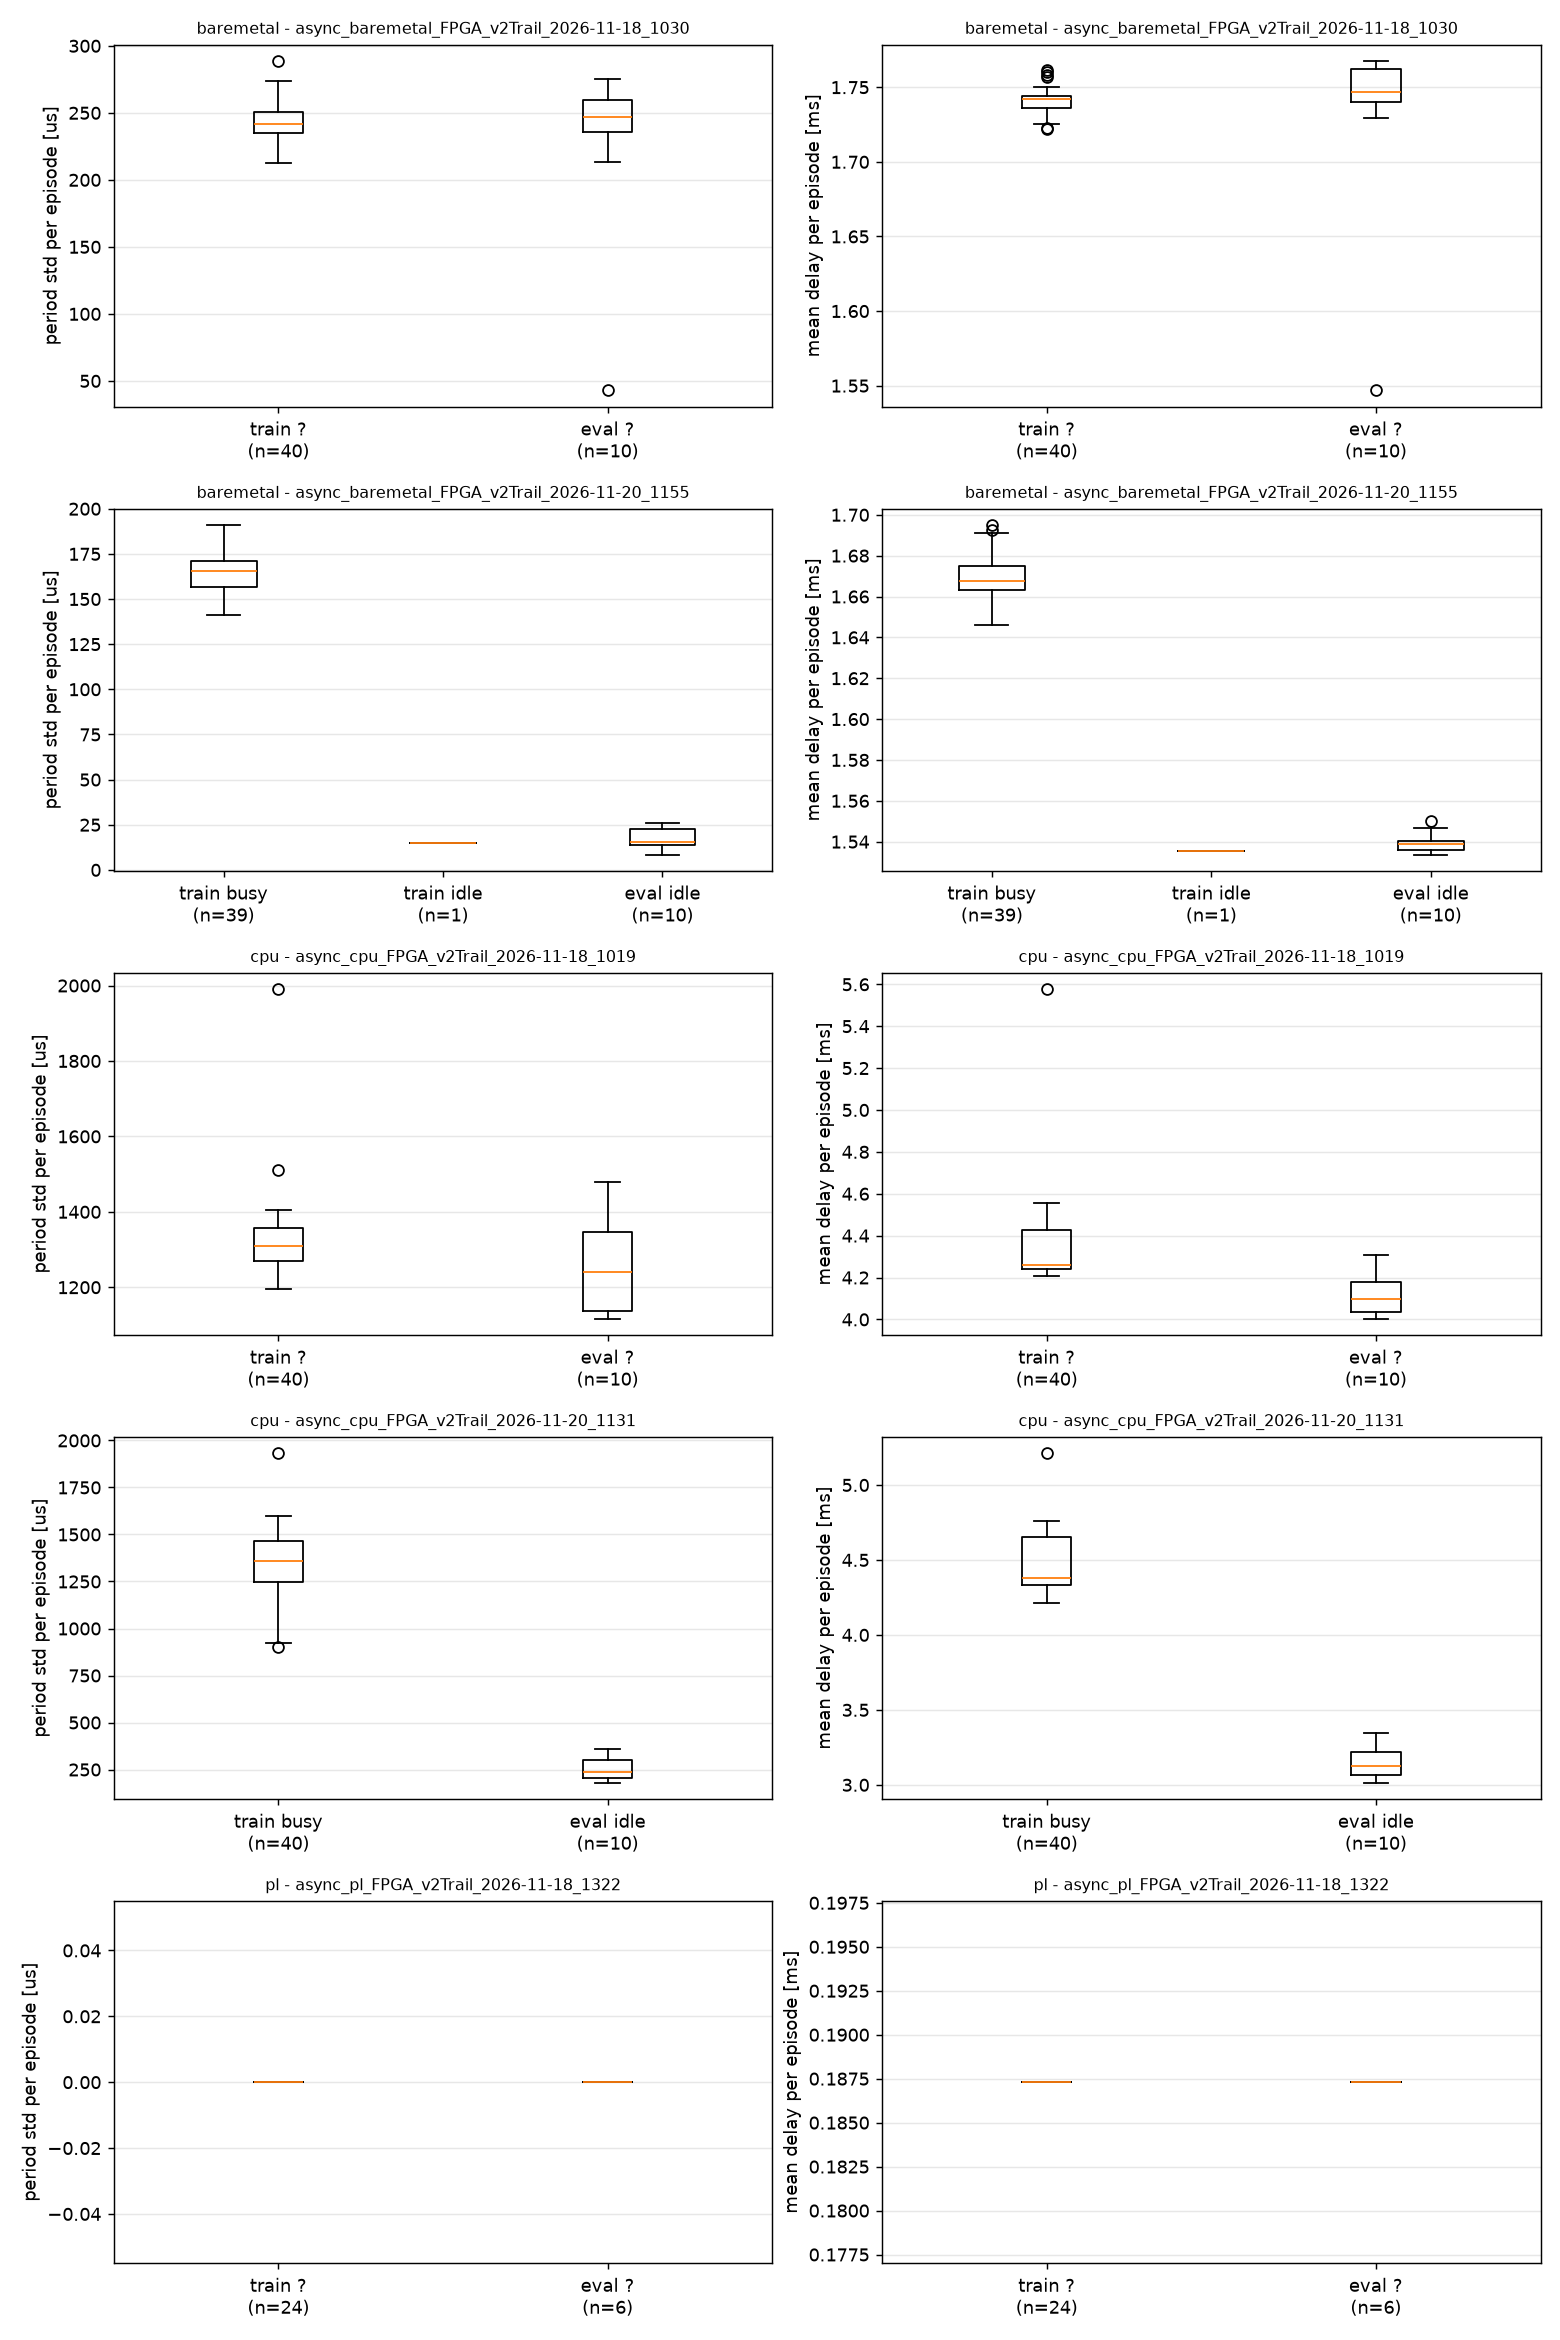 baremetal - async_baremetal_FPGA_v2Trail_2026-11-18_1030
period std per episode [us]
300
250
200
150
100
50
train ?
(n=40)
eval ?
(n=10)
baremetal - async_baremetal_FPGA_v2Trail_2026-11-18_1030
mean delay per episode [ms]
1.75
1.70
1.65
1.60
1.55
train ?
(n=40)
eval ?
(n=10)
baremetal - async_baremetal_FPGA_v2Trail_2026-11-20_1155
period std per episode [us]
200
175
150
125
100
75
50
25
0
train busy
(n=39)
train idle
(n=1)
eval idle
(n=10)
baremetal - async_baremetal_FPGA_v2Trail_2026-11-20_1155
mean delay per episode [ms]
1.70
1.68
1.66
1.64
1.62
1.60
1.58
1.56
1.54
train busy
(n=39)
train idle
(n=1)
eval idle
(n=10)
cpu - async_cpu_FPGA_v2Trail_2026-11-18_1019
period std per episode [us]
2000
1800
1600
1400
1200
train ?
(n=40)
eval ?
(n=10)
cpu - async_cpu_FPGA_v2Trail_2026-11-18_1019
mean delay per episode [ms]
5.6
5.4
5.2
5.0
4.8
4.6
4.4
4.2
4.0
train ?
(n=40)
eval ?
(n=10)
cpu - async_cpu_FPGA_v2Trail_2026-11-20_1131
period std per episode [us]
2000
1750
1500
1250
1000
750
500
250
train busy
(n=40)
eval idle
(n=10)
cpu - async_cpu_FPGA_v2Trail_2026-11-20_1131
mean delay per episode [ms]
5.0
4.5
4.0
3.5
3.0
train busy
(n=40)
eval idle
(n=10)
pl - async_pl_FPGA_v2Trail_2026-11-18_1322
period std per episode [us]
0.04
0.02
0.00
−0.02
−0.04
train ?
(n=24)
eval ?
(n=6)
pl - async_pl_FPGA_v2Trail_2026-11-18_1322
mean delay per episode [ms]
0.1975
0.1950
0.1925
0.1900
0.1875
0.1850
0.1825
0.1800
0.1775
train ?
(n=24)
eval ?
(n=6)